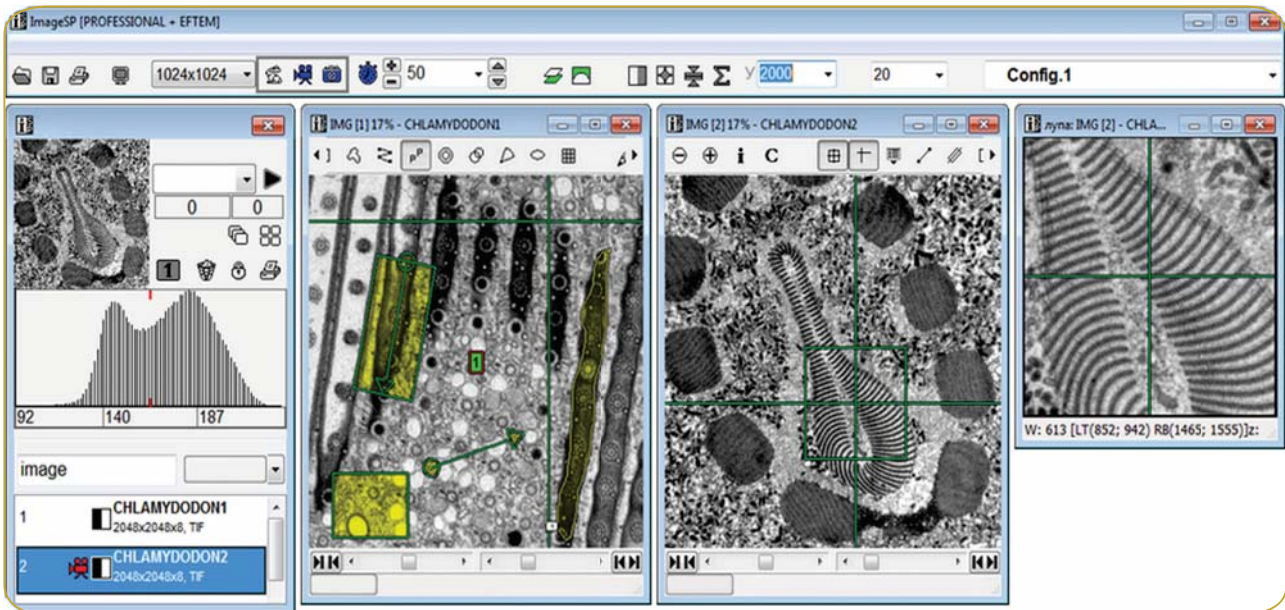 ImageSP [PROFESSIONAL + EFTEM]
1024x1024
50
У 2000
20
Config.1
0
0
1
92
140
187
image
1
CHLAMYDODON1
2048x2048x8, TIF
2
CHLAMYDODON2
2048x2048x8, TIF
IMG [1] 17% - CHLAMYDODON1
1
IMG [2] 17% - CHLAMYDODON2
i C
лупа: IMG [2] - CHLA...
W: 613 [LT(852; 942) RB(1465; 1555)]z: